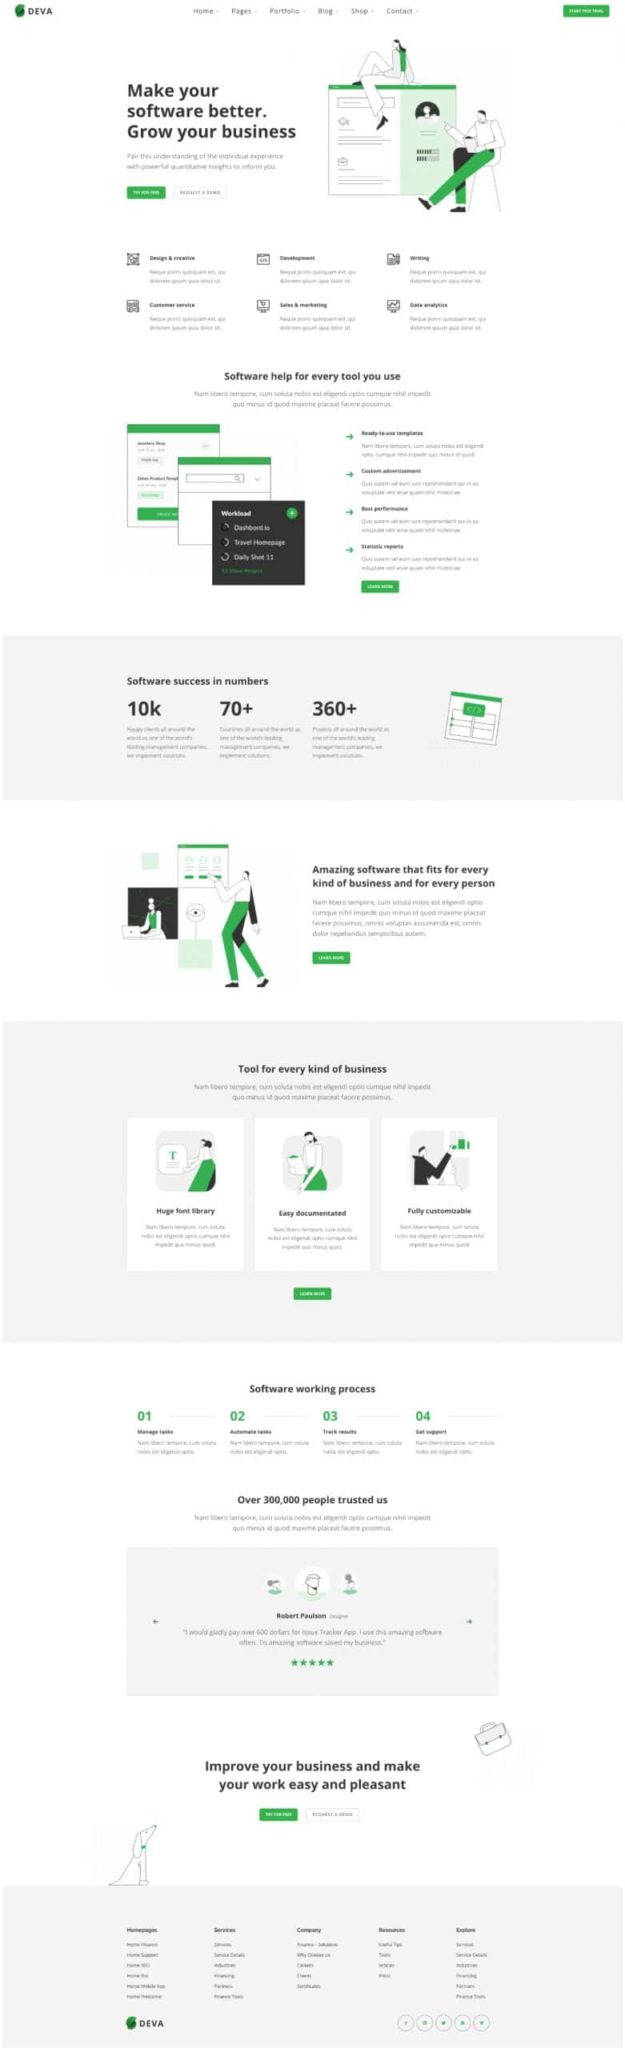 DEVA
Home Pages Portfolio Blog Shop Contact
START FREE TRIAL
Make your
software better.
Grow your business
Pair this understanding of the individual experience
with powerful quantitative insights to inform you.
TRY FOR FREE
REQUEST A DEMO
Design & creative
Neque porro quisquam est, qui
dolorem ipsum quia dolor sit.
Development
Neque porro quisquam est, qui
dolorem ipsum quia dolor sit.
Writing
Neque porro quisquam est, qui
dolorem ipsum quia dolor sit.
Customer service
Neque porro quisquam est, qui
dolorem ipsum quia dolor sit.
Sales & marketing
Neque porro quisquam est, qui
dolorem ipsum quia dolor sit.
Data analytics
Neque porro quisquam est, qui
dolorem ipsum quia dolor sit.
Software help for every tool you use
Nam libero tempore, cum soluta nobis est eligendi optio cumque nihil impedit
quo minus id quod maxime placeat facere possimus.
Jewellery Shop
Workload
Dashbord.io
Travel Homepage
Daily Shot 11
Ready-to-use templates
Nam libero tempore, cum soluta nobis est eligendi
optio cumque nihil impedit quo minus id quod.
Custom advertisement
Quis autem vel eum iure reprehenderit qui in ea
voluptate velit esse quam nihil molestiae.
Best performance
Quis autem vel eum iure reprehenderit qui in ea
voluptate velit esse quam nihil molestiae.
Statistic reports
Quis autem vel eum iure reprehenderit qui in ea
voluptate velit esse quam nihil molestiae.
LEARN MORE
Software success in numbers
10k
Happy clients all around the
world as one of the world's
leading management companies,
we implement solutions.
70+
Countries all around the world as
one of the world's leading
management companies, we
implement solutions.
360+
Projects all around the world as
one of the world's leading
management companies, we
implement solutions.
</>
Amazing software that fits for every
kind of business and for every person
Nam libero tempore, cum soluta nobis est eligendi optio
cumque nihil impedit quo minus id quod maxime placeat
facere possimus, omnis voluptas assumenda est, omnis
dolor repellendus temporibus autem.
LEARN MORE
Tool for every kind of business
Nam libero tempore, cum soluta nobis est eligendi optio cumque nihil impedit
quo minus id quod maxime placeat facere possimus.
T
Huge font library
Nam libero tempore, cum soluta
nobis est eligendi optio cumque nihil
impedit quo minus quod.
Easy documentated
Nam libero tempore, cum soluta
nobis est eligendi optio cumque nihil
impedit quo minus quod.
Fully customizable
Nam libero tempore, cum soluta
nobis est eligendi optio cumque nihil
impedit quo minus quod.
LEARN MORE
Software working process
01
Manage tasks
Nam libero tempore, cum soluta
nobis est eligendi optio.
02
Automate tasks
Nam libero tempore, cum soluta
nobis est eligendi optio.
03
Track results
Nam libero tempore, cum soluta
nobis est eligendi optio.
04
Get support
Nam libero tempore, cum soluta
nobis est eligendi optio.
Over 300,000 people trusted us
Nam libero tempore, cum soluta nobis est eligendi optio cumque nihil impedit
quo minus id quod maxime placeat facere possimus.
Robert Paulson Designer
"I would gladly pay over 600 dollars for Issue Tracker App. I use this amazing software
often. Tis amazing software saved my business."
Improve your business and make
your work easy and pleasant
TRY FOR FREE
REQUEST A DEMO
Homepages
Home Finance
Home Support
Home SEO
Home Mobile App
Home Freelance
Services
Services
Service Details
Industries
Financing
Partners
Finance Tools
Company
Finance – Solutions
Why Choose Us
Careers
Clients
Certificates
Resources
Useful Tips
Tools
Articles
Press
Explore
Services
Service Details
Industries
Financing
Partners
Finance Tools
DEVA